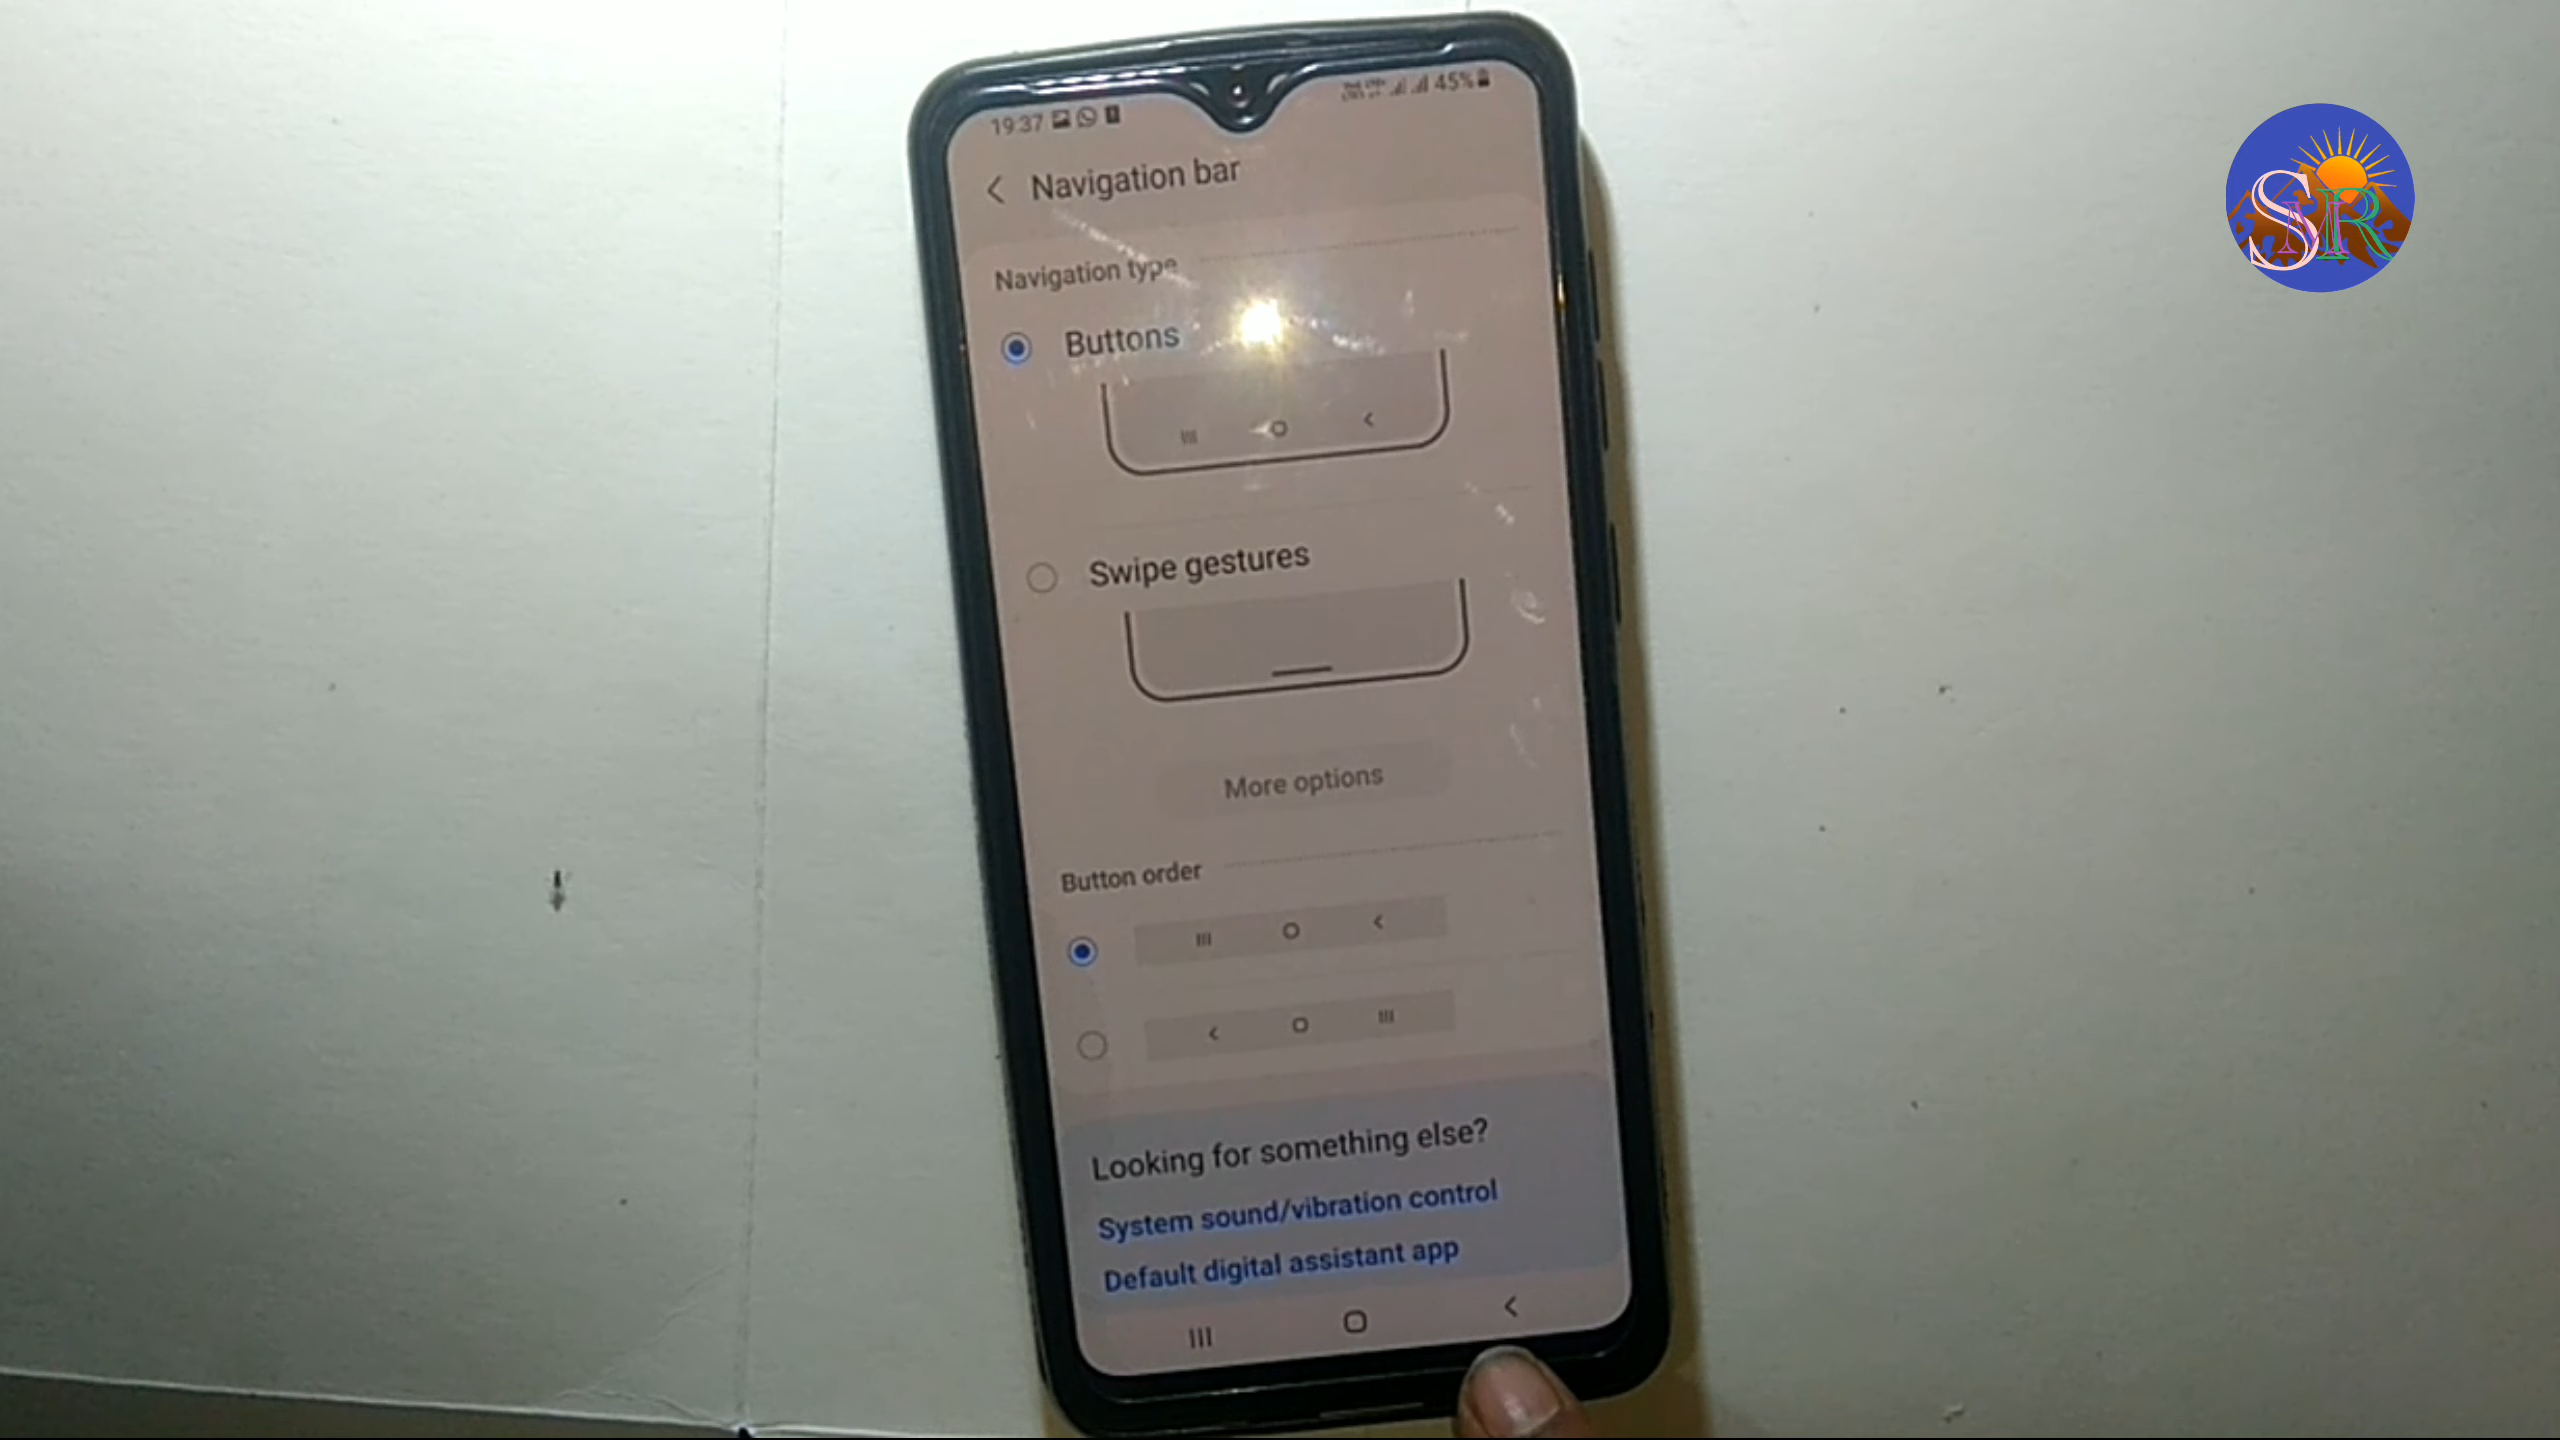 19:37
45%
Navigation bar
Navigation type
Buttons
Swipe gestures
More options
Button order
Looking for something else?
System sound/vibration control
Default digital assistant app
SMR